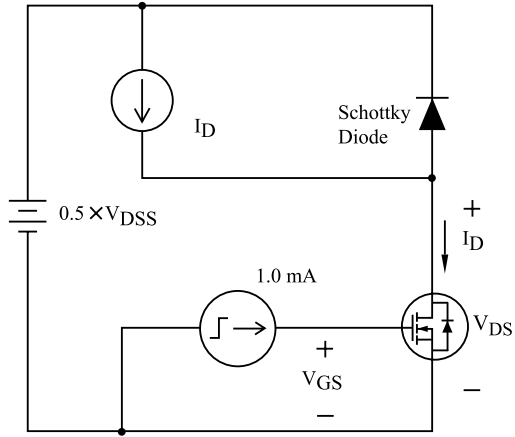 I_D
Schottky
Diode
0.5 ×V_DSS
+
I_D
1.0 mA
V_DS
+
V_GS
−
−